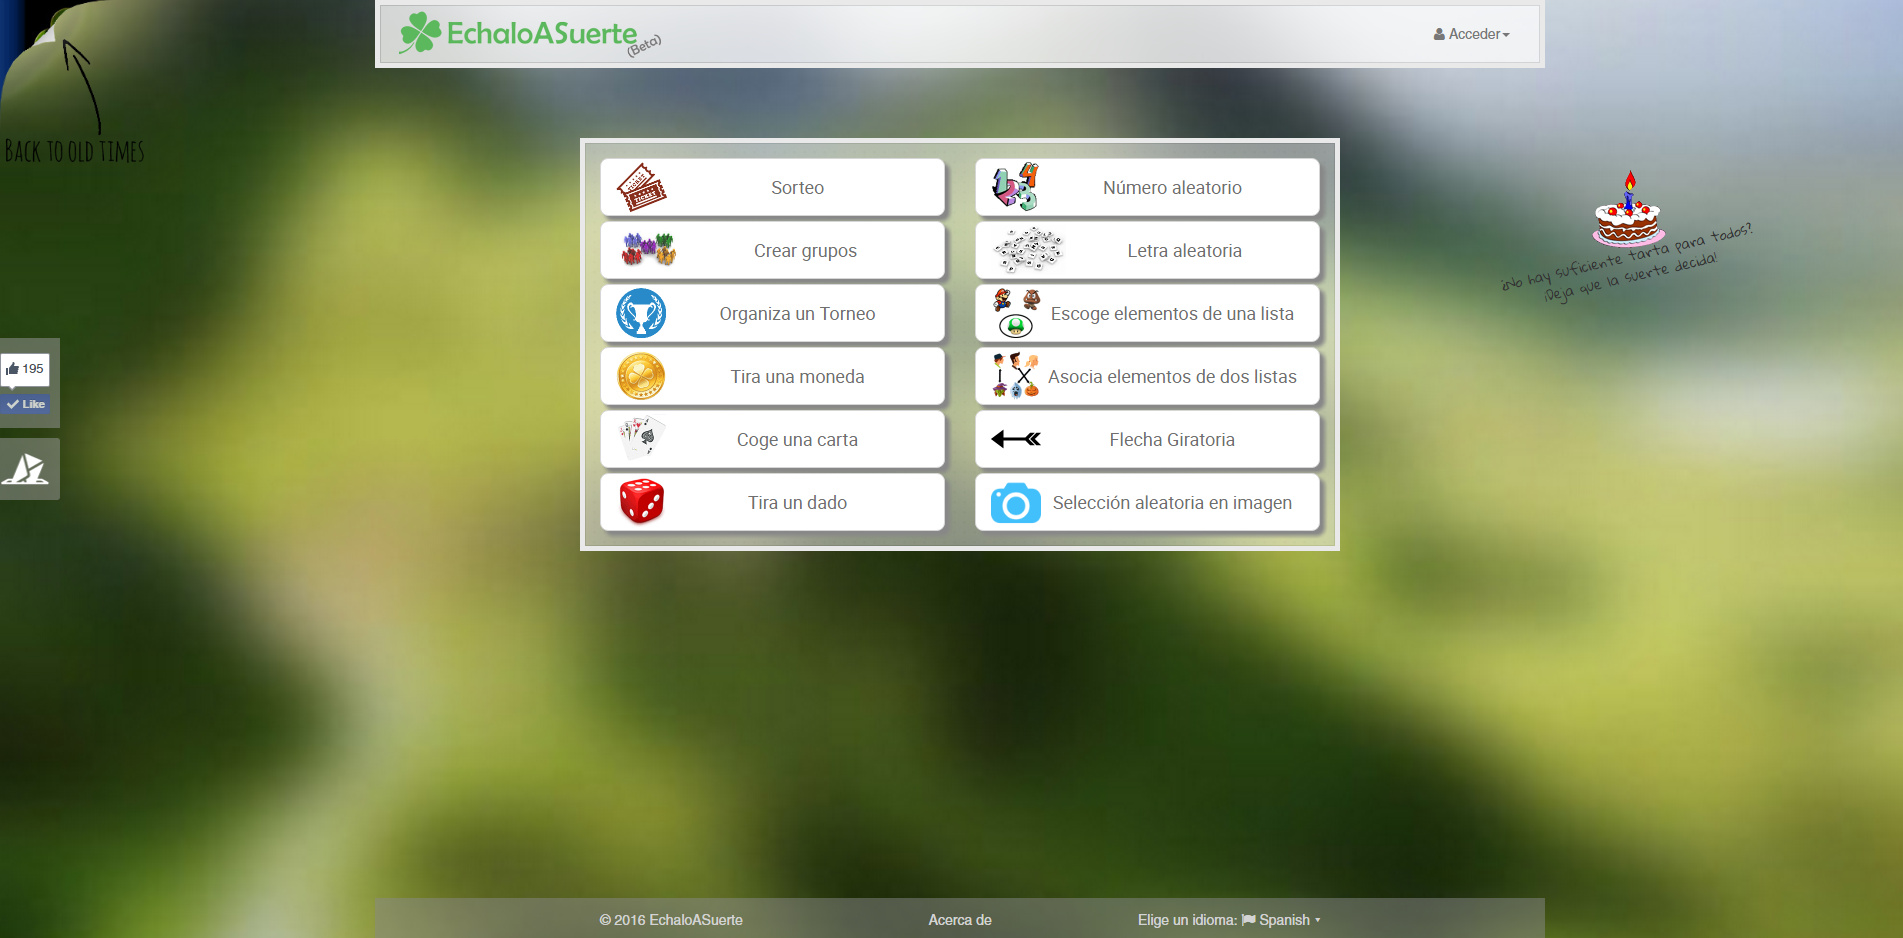 EchaloASuerte
(Beta)
Acceder
BACK TO OLD TIMES
Sorteo
Número aleatorio
Crear grupos
Letra aleatoria
Organiza un Torneo
Escoge elementos de una lista
Tira una moneda
Asocia elementos de dos listas
Coge una carta
Flecha Giratoria
Tira un dado
Selección aleatoria en imagen
¿No hay suficiente tarta para todos?
¡Deja que la suerte decida!
195
Like
© 2016 EchaloASuerte
Acerca de
Elige un idioma: Spanish